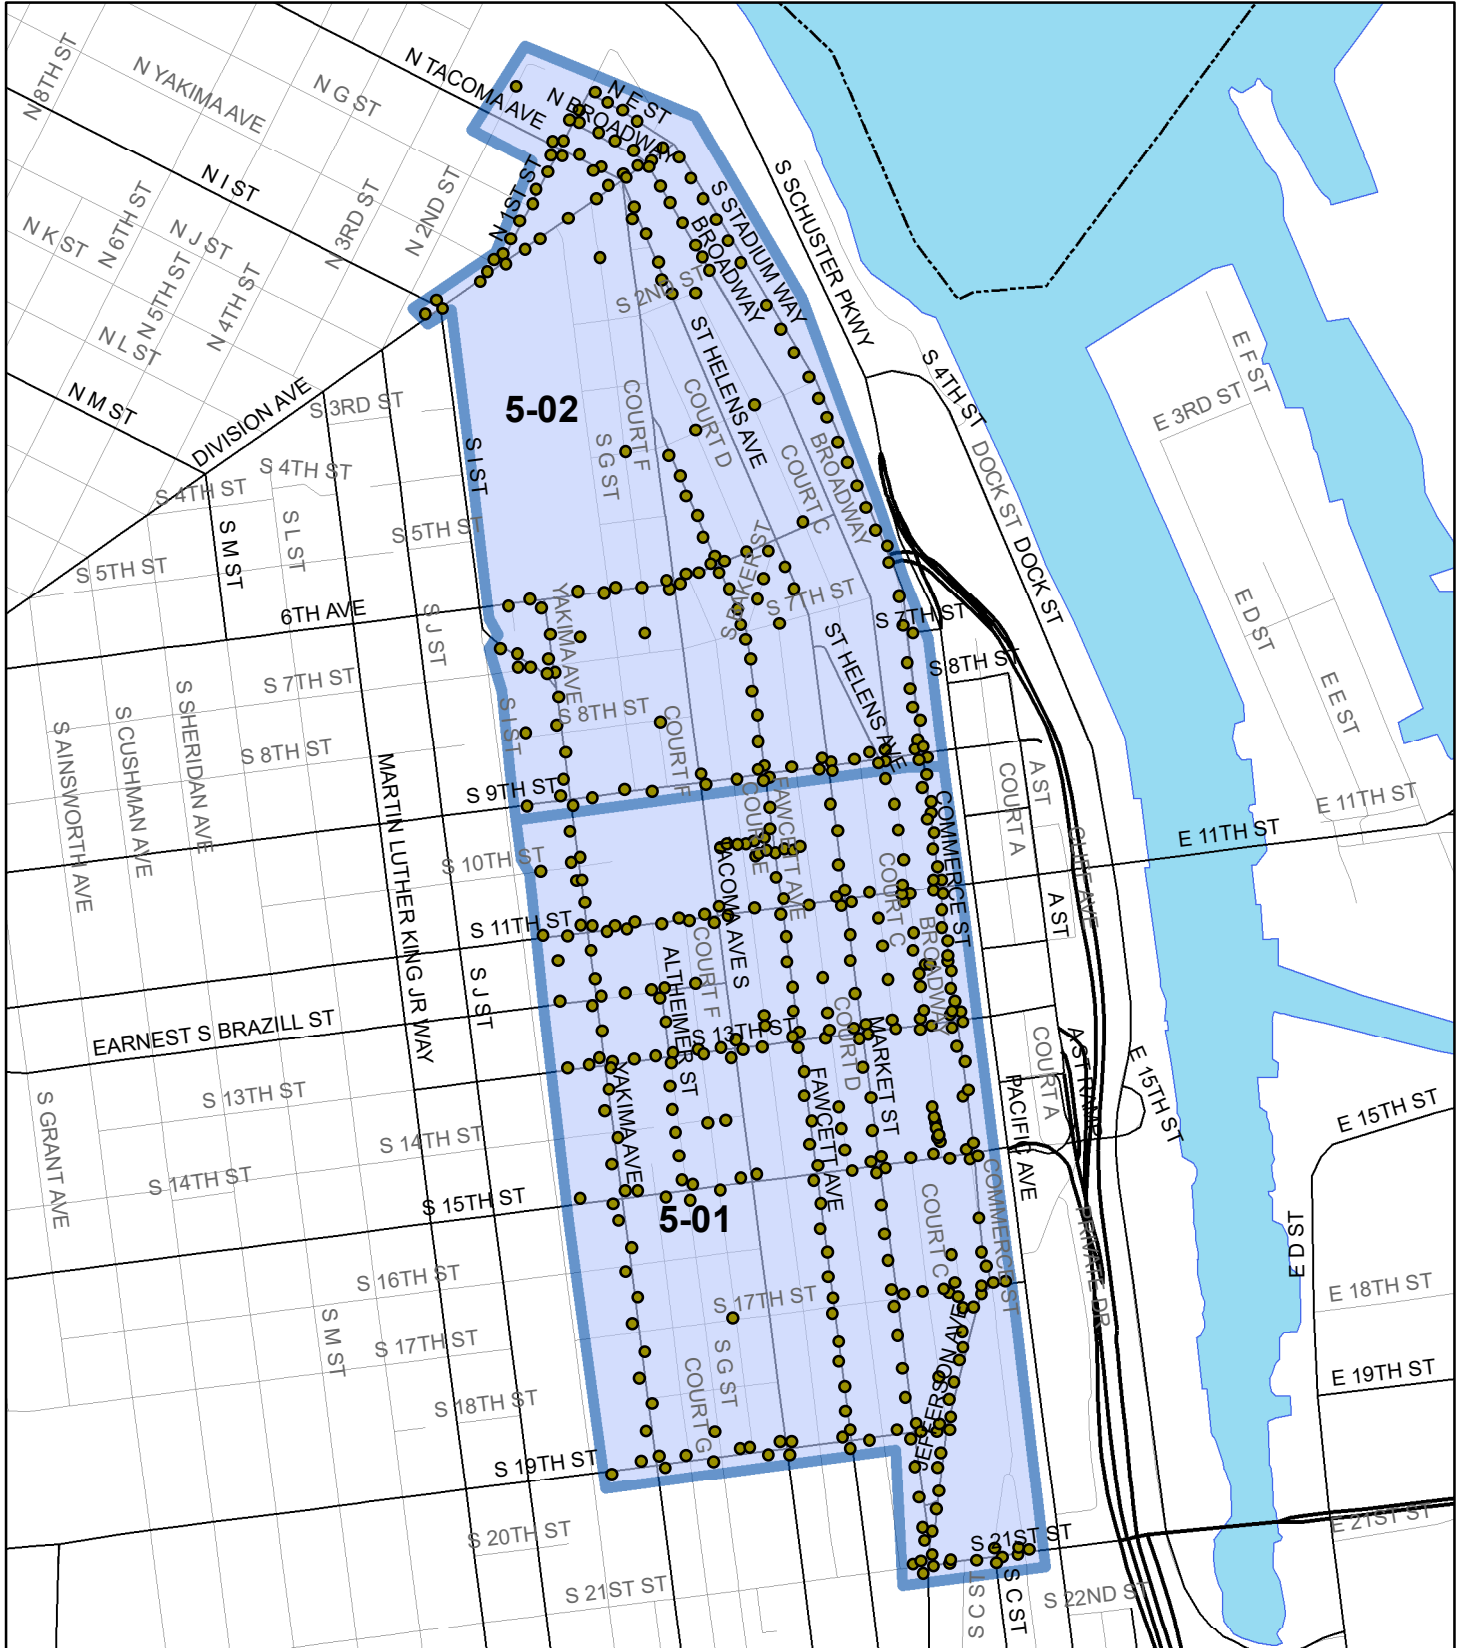 N 8TH ST
N YAKIMA AVE
N G ST
N TACOMA AVE
N BROADWAY
N E ST
N I ST
N 6TH ST
N K ST
N J ST
N 5TH ST
N 4TH ST
N L ST
N 3RD ST
N 2ND ST
N 1ST ST
N M ST
DIVISION AVE
S STADIUM WAY
BROADWAY
S SCHUSTER PKWY
S 2ND ST
ST HELENS AVE
S 4TH ST
DOCK ST
DOCK ST
E F ST
E 3RD ST
E D ST
E E ST
5-02
S 3RD ST
S 4TH ST
S 4TH ST
S 5TH ST
S 5TH ST
S M ST
S L ST
S I ST
S G ST
COURT F
COURT D
COURT C
BROADWAY
6TH AVE
S J ST
YAKIMA AVE
S BAKER ST
S 7TH ST
S 7TH ST
S 8TH ST
ST HELENS AVE
S 7TH ST
S 8TH ST
S 8TH ST
S AINSWORTH AVE
S CUSHMAN AVE
S SHERIDAN AVE
MARTIN LUTHER KING JR WAY
S I ST
COURT F
S 9TH ST
S 10TH ST
S 11TH ST
FAWCETT AVE
TACOMA AVE S
COURT C
COMMERCE ST
BROADWAY
COURT A
A ST
A ST
CLIFF AVE
E 11TH ST
E 11TH ST
S J ST
EARNEST S BRAZILL ST
ALTHEIMER ST
COURT F
S 13TH ST
COURT D
MARKET ST
COURT A
A ST RAMP
E 15TH ST
E 15TH ST
PACIFIC AVE
S GRANT AVE
S 13TH ST
S 14TH ST
S 14TH ST
S 15TH ST
YAKIMA AVE
FAWCETT AVE
5-01
COURT C
COMMERCE ST
PRIVATE DR
E D ST
E 18TH ST
E 19TH ST
S 16TH ST
S 17TH ST
S 17TH ST
S M ST
S 18TH ST
S G ST
COURT G
JEFFERSON AVE
S 19TH ST
S 20TH ST
S 21ST ST
S 21ST ST
E 21ST ST
S C ST
S C ST
S 22ND ST